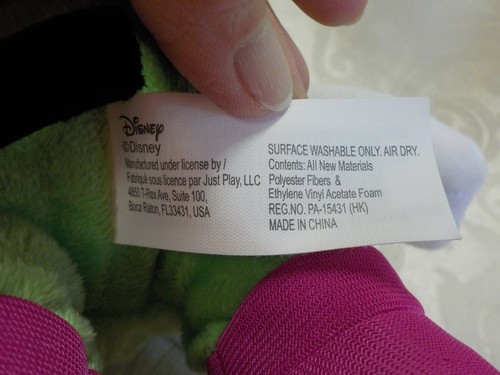 Disney
©Disney
Manufactured under license by /
Fabriqué sous licence par Just Play, LLC
4850 T-Rex Ave, Suite 100,
Boca Raton, FL33431, USA
SURFACE WASHABLE ONLY. AIR DRY.
Contents: All New Materials
Polyester Fibers &
Ethylene Vinyl Acetate Foam
REG.NO. PA-15431 (HK)
MADE IN CHINA